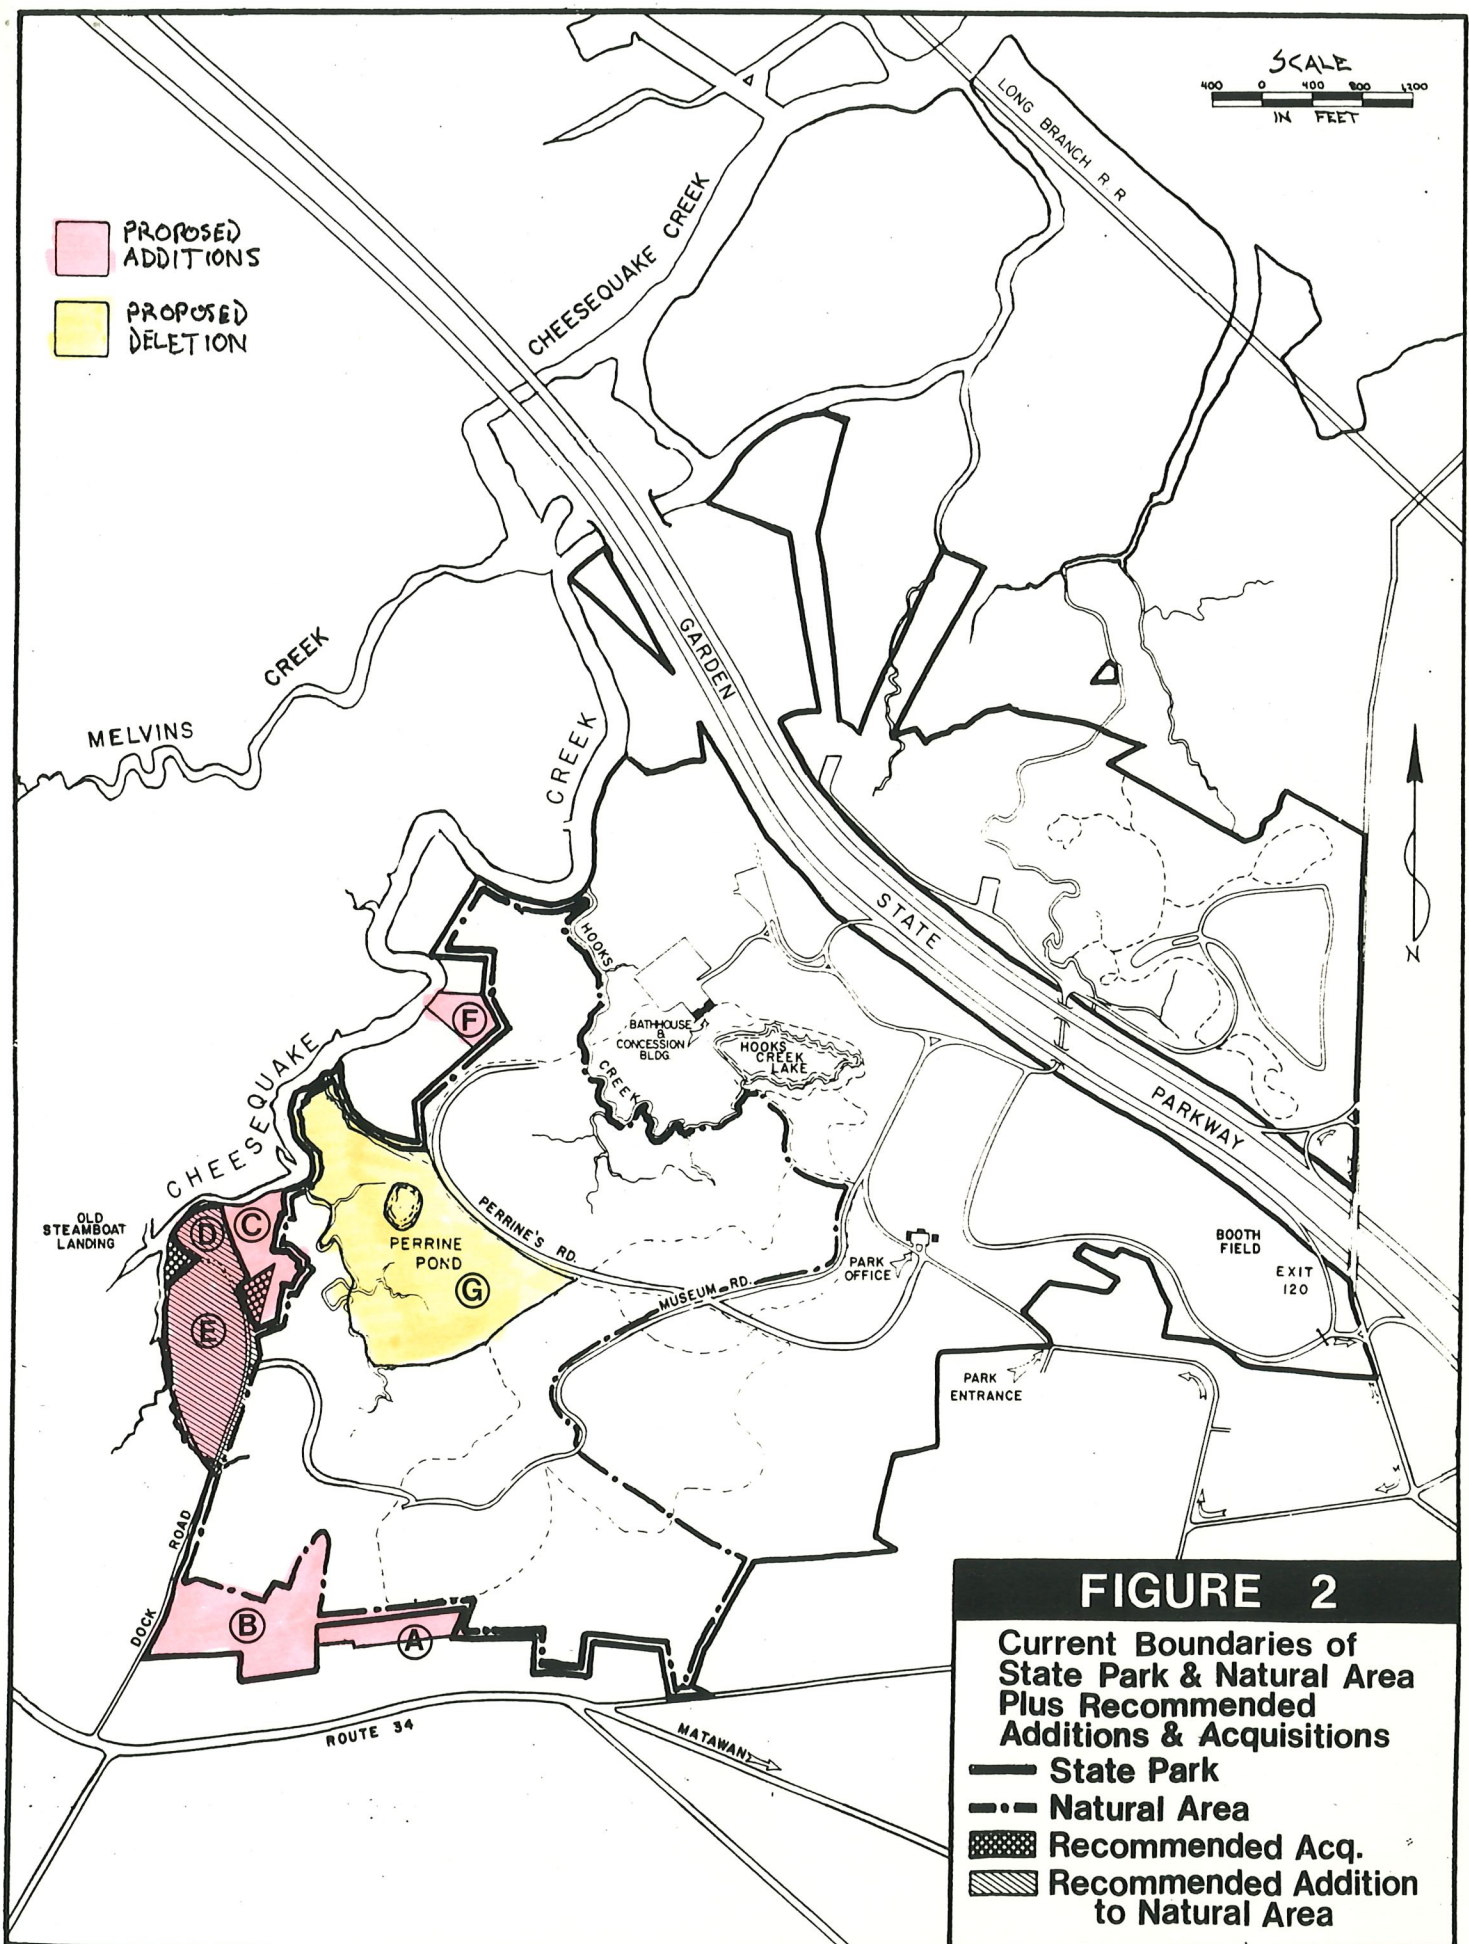 SCALE
400 0 400 800 1200
IN FEET
LONG BRANCH R.R
PROPOSED
ADDITIONS
PROPOSED
DELETION
CHEESEQUAKE CREEK
GARDEN
CREEK
MELVINS
CREEK
STATE
N
HOOKS
F
BATHHOUSE
&
CONCESSION
BLDG.
HOOKS
CREEK
LAKE
CREEK
CHEESEQUAKE
PARKWAY
OLD
STEAMBOAT
LANDING
D
C
PERRINE
POND
PERRINE'S RD.
G
PARK
OFFICE
BOOTH
FIELD
EXIT
120
MUSEUM RD.
E
PARK
ENTRANCE
ROAD
DOCK
B
A
ROUTE 34
MATAWAN
FIGURE 2
Current Boundaries of
State Park & Natural Area
Plus Recommended
Additions & Acquisitions
State Park
Natural Area
Recommended Acq.
Recommended Addition
to Natural Area